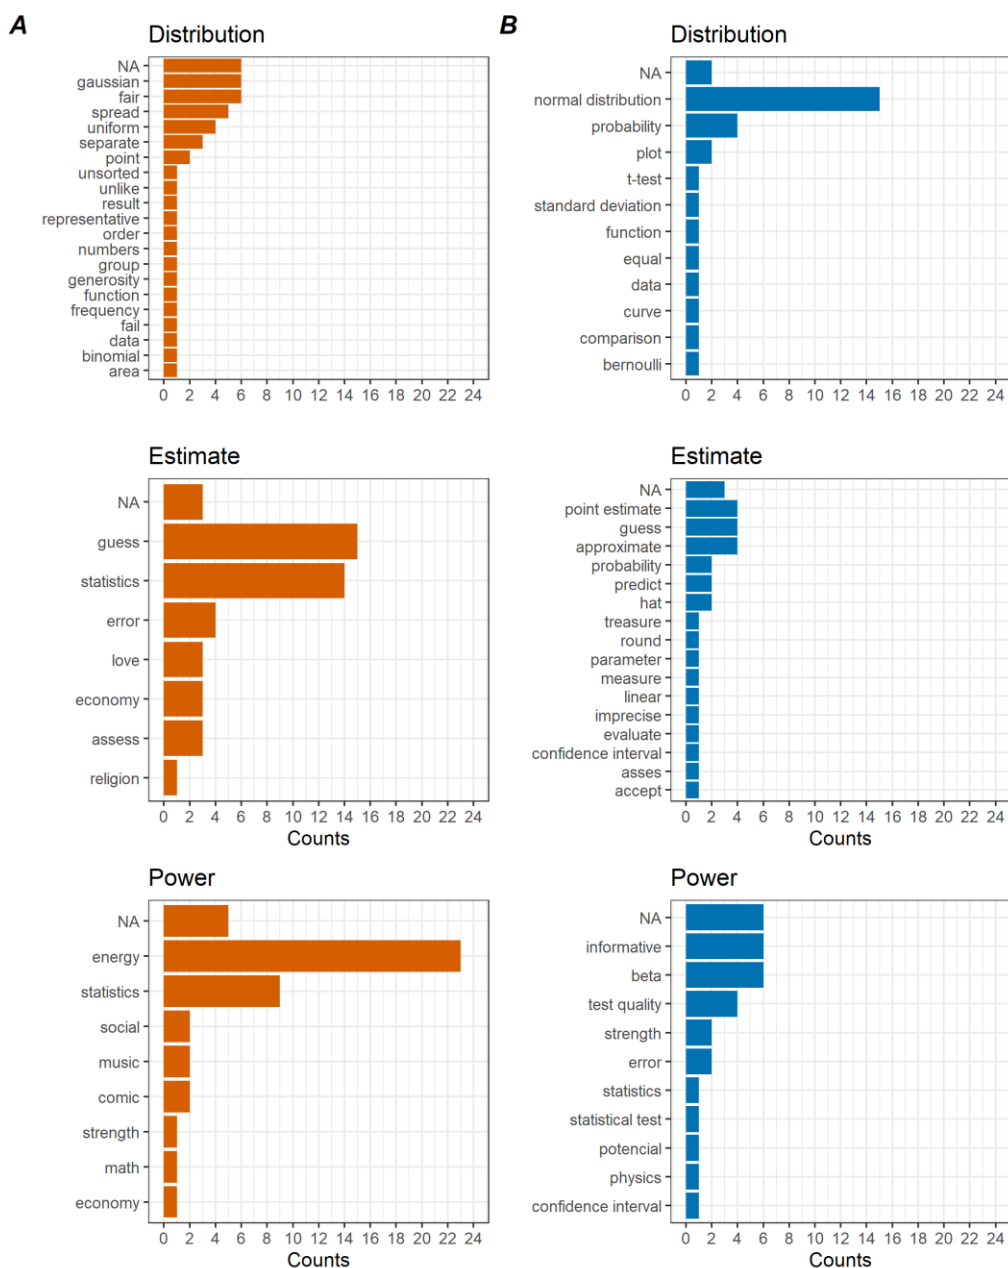 A
Distribution
NA
gaussian
fair
spread
uniform
separate
point
unsorted
unlike
result
representative
order
numbers
group
generosity
function
frequency
fail
data
binomial
area
0 2 4 6 8 10 12 14 16 18 20 22 24
B
Distribution
NA
normal distribution
probability
plot
t-test
standard deviation
function
equal
data
curve
comparison
bernoulli
0 2 4 6 8 10 12 14 16 18 20 22 24
Estimate
NA
guess
statistics
error
love
economy
assess
religion
0 2 4 6 8 10 12 14 16 18 20 22 24
Counts
Estimate
NA
point estimate
guess
approximate
probability
predict
hat
treasure
round
parameter
measure
linear
imprecise
evaluate
confidence interval
asses
accept
0 2 4 6 8 10 12 14 16 18 20 22 24
Counts
Power
NA
energy
statistics
social
music
comic
strength
math
economy
0 2 4 6 8 10 12 14 16 18 20 22 24
Counts
Power
NA
informative
beta
test quality
strength
error
statistics
statistical test
potencial
physics
confidence interval
0 2 4 6 8 10 12 14 16 18 20 22 24
Counts